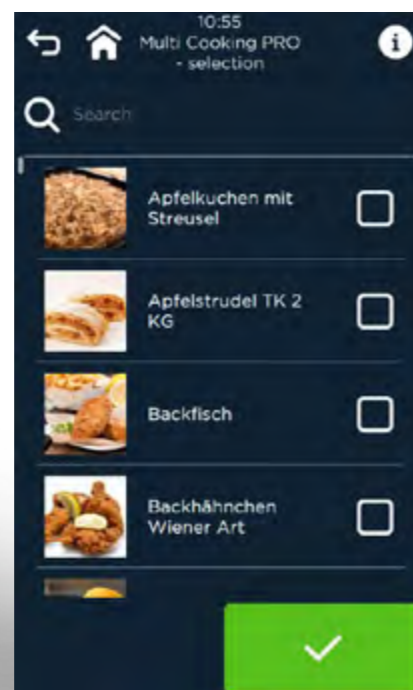 10:55
Multi Cooking PRO
- selection
i
Search
Apfelkuchen mit
Streusel
Apfelstrudel TK 2
KG
Backfisch
Backhähnchen
Wiener Art